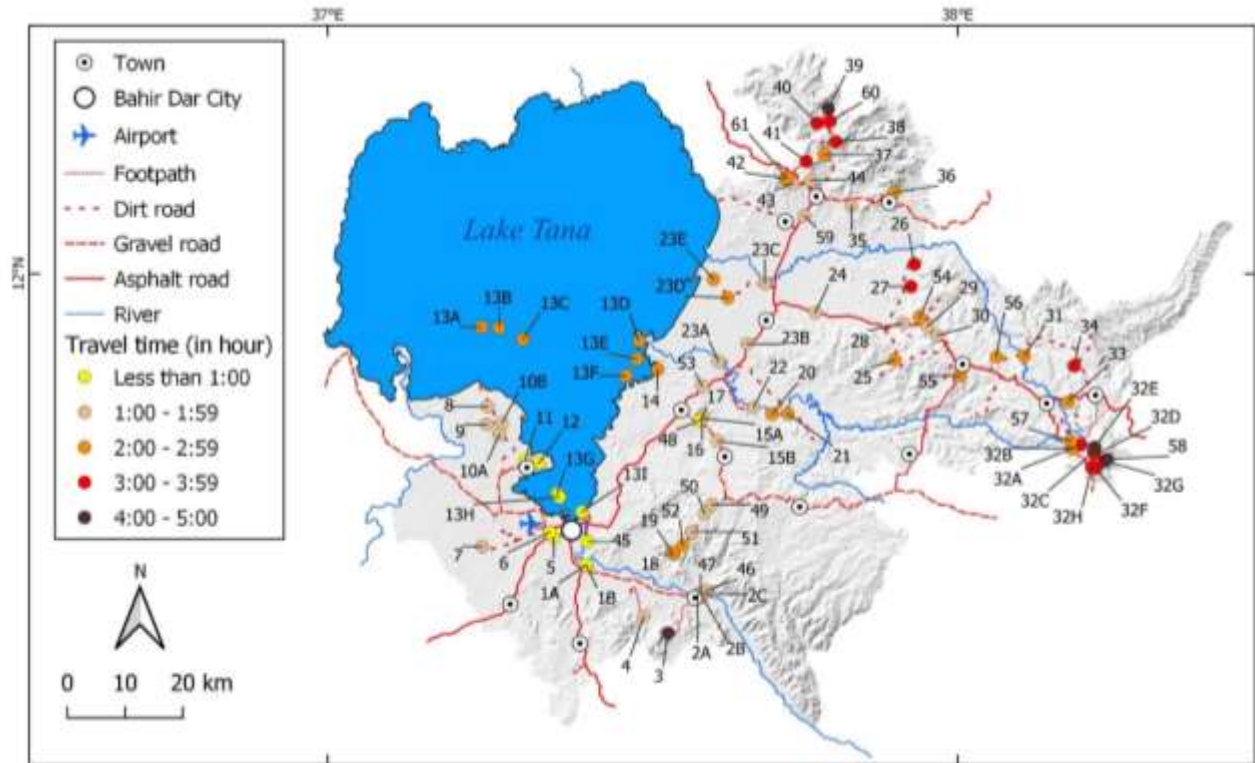 37°E
38°E
12°N
Town
Bahir Dar City
Airport
Footpath
Dirt road
Gravel road
Asphalt road
River
Travel time (in hour)
Less than 1:00
1:00 - 1:59
2:00 - 2:59
3:00 - 3:59
4:00 - 5:00
N
0 10 20 km
Lake Tana
39
40
60
61
41
38
37
42
44
36
43
26
35
59
23E
23C
24
54
29
23D
27
30
56
31
13A
13B
13C
13D
34
13E
23A
23B
28
33
13F
53
25
32E
10B
14
22
20
55
32D
8
17
57
11
12
48
15A
58
9
16
32B
10A
13G
15B
21
32A
32G
13I
50
32C
32F
13H
52
49
32H
19
7
6
45
51
5
18
47
46
1A
1B
2C
4
2A
2B
3